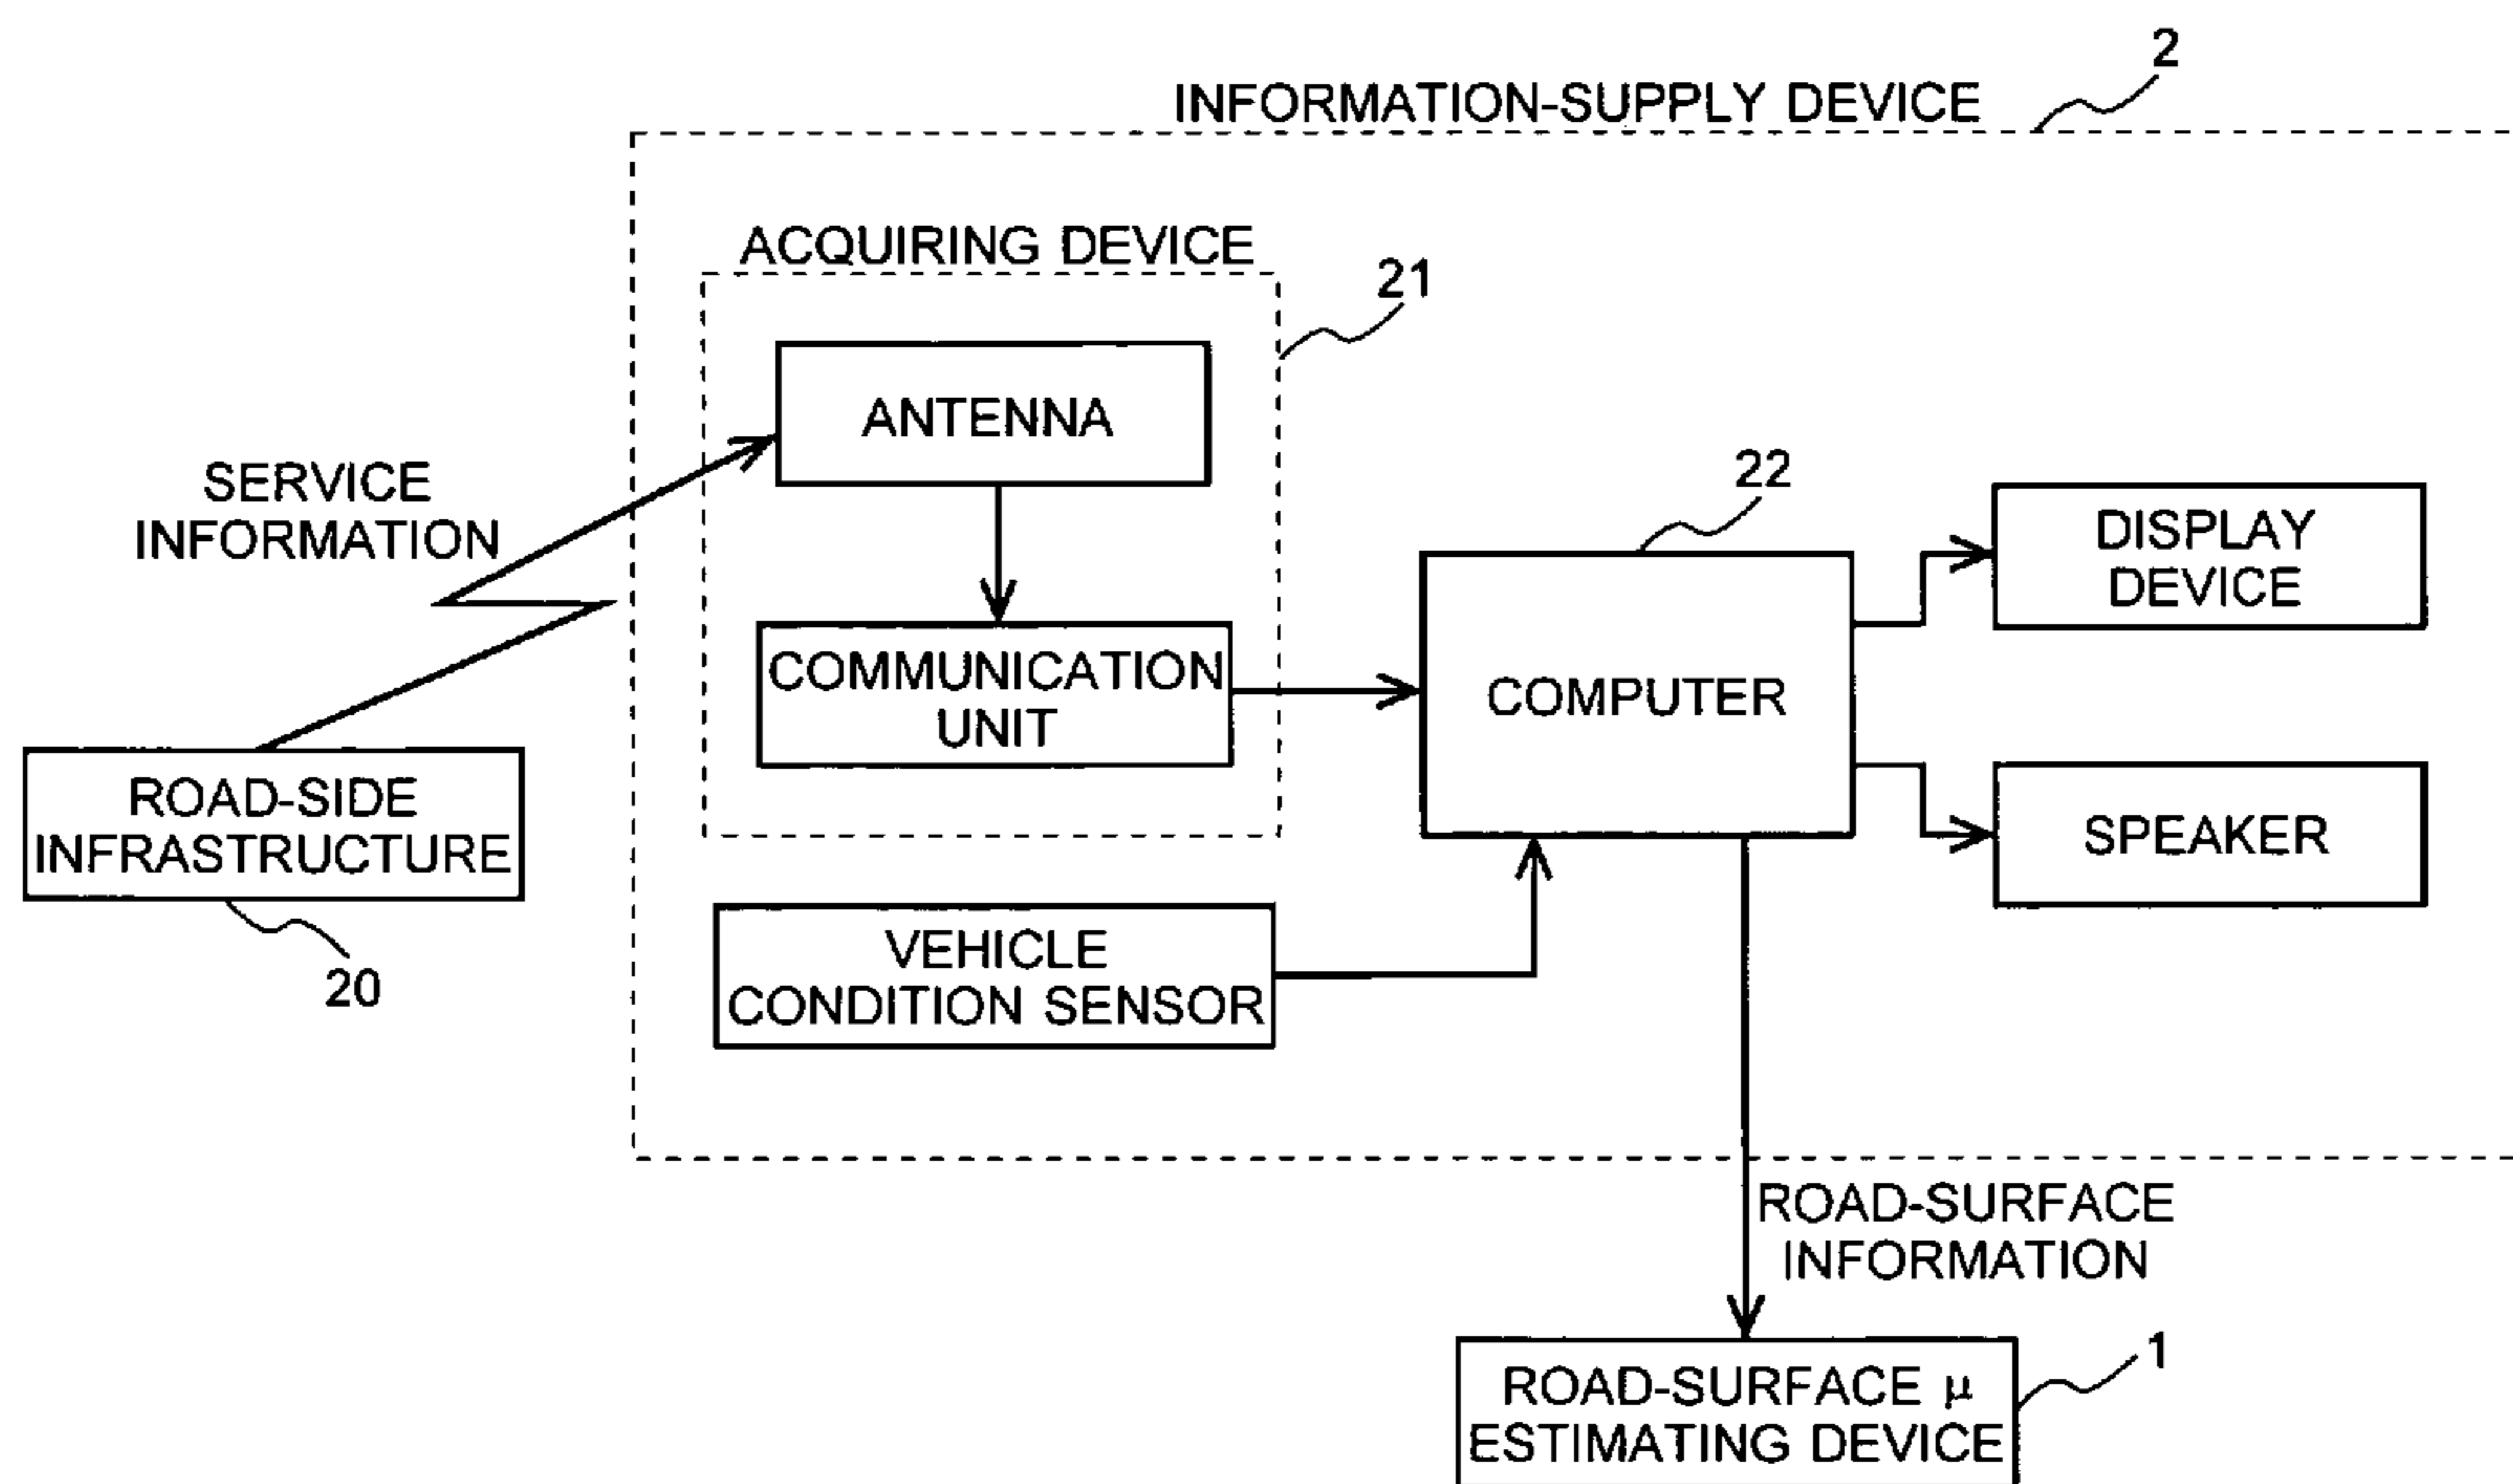 2
INFORMATION-SUPPLY DEVICE
ACQUIRING DEVICE
21
ANTENNA
SERVICE
INFORMATION
22
DISPLAY
DEVICE
COMMUNICATION
UNIT
COMPUTER
ROAD-SIDE
INFRASTRUCTURE
SPEAKER
20
VEHICLE
CONDITION SENSOR
ROAD-SURFACE
INFORMATION
1
ROAD-SURFACE μ
ESTIMATING DEVICE